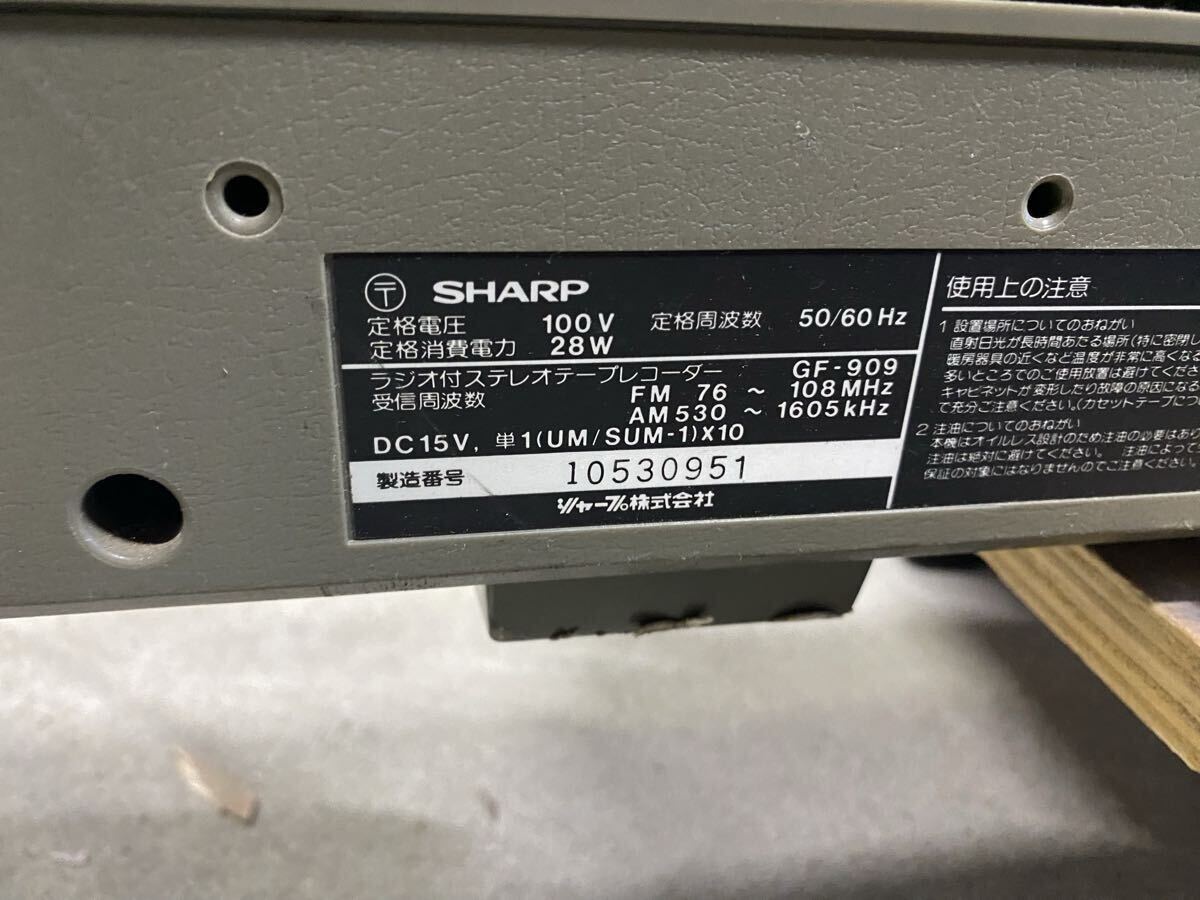 〒 SHARP
定格電圧 100V 定格周波数 50/60Hz
定格消費電力 28W
ラジオ付ステレオテープレコーダー GF-909
受信周波数 FM 76 ~ 108MHz
AM 530 ~ 1605kHz
DC15V, 単1(UM/SUM-1)X10
製造番号 10530951
シャープ株式会社
使用上の注意
1 設置場所についてのおねがい
直射日光が長時間あたる場所(特に密閉し
暖房器具の近くなど温度が非常に高くなる
多いところでのご使用放置は避けてくださ
キャビネットが変形したり故障の原因になる
て充分ご注意ください。(カセットテープにつ
2 注油についてのおねがい
本機はオイルレス設計のため注油の必要はあり
注油は絶対に避けてください。 注油によって
保証の対象にはなりませんのでご注意ください。